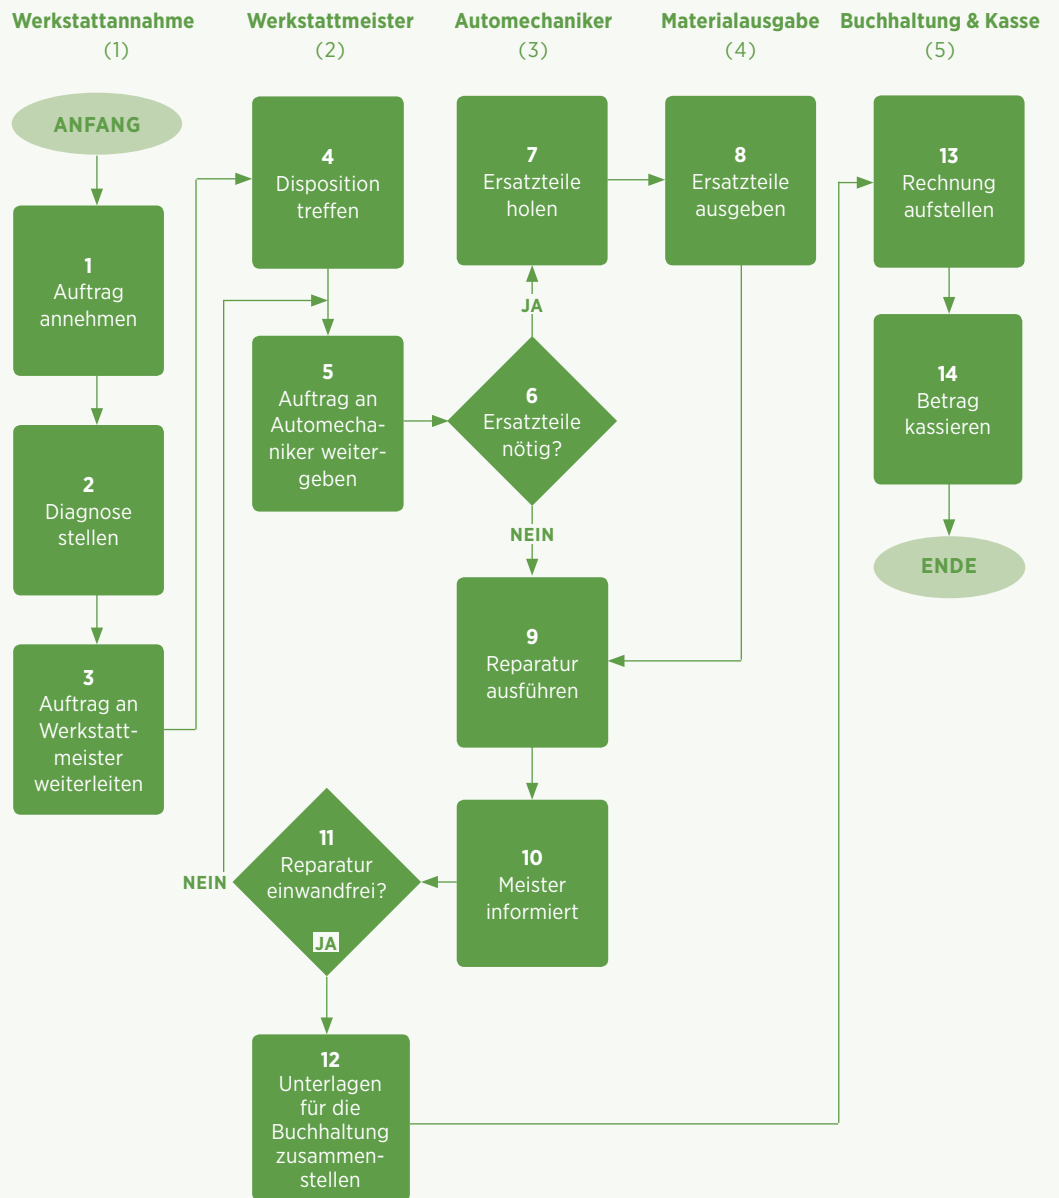 Werkstattannahme
(1)
Werkstattmeister
(2)
Automechaniker
(3)
Materialausgabe
(4)
Buchhaltung & Kasse
(5)
ANFANG
1
Auftrag
annehmen
2
Diagnose
stellen
3
Auftrag an
Werkstatt-
meister
weiterleiten
4
Disposition
treffen
5
Auftrag an
Automecha-
niker weiter-
geben
6
Ersatzteile
nötig?
JA
7
Ersatzteile
holen
8
Ersatzteile
ausgeben
NEIN
9
Reparatur
ausführen
10
Meister
informiert
11
Reparatur
einwandfrei?
NEIN
JA
12
Unterlagen
für die
Buchhaltung
zusammen-
stellen
13
Rechnung
aufstellen
14
Betrag
kassieren
ENDE